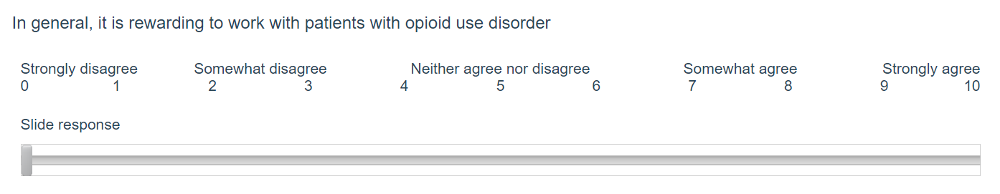 In general, it is rewarding to work with patients with opioid use disorder
Strongly disagree Somewhat disagree Neither agree nor disagree Somewhat agree Strongly agree
0 1 2 3 4 5 6 7 8 9 10
Slide response